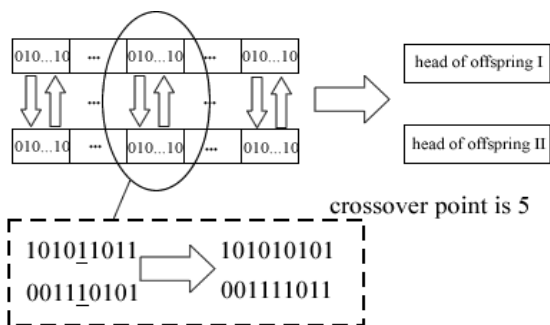 010...10 ... 010...10 ... 010...10
head of offspring I
... ...
010...10 ... 010...10 ... 010...10
head of offspring II
crossover point is 5
101011011 101010101
001110101 001111011